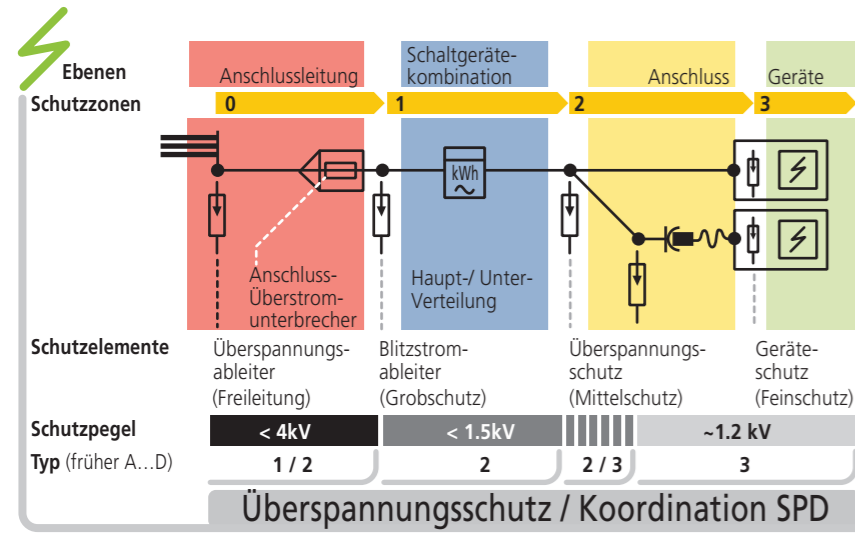 Ebenen
Anschlussleitung
Schaltgeräte-
kombination
Anschluss
Geräte
Schutzzonen
0
1
2
3
kWh
Anschluss-
Überstrom-
unterbrecher
Haupt-/ Unter-
Verteilung
Schutzelemente
Überspannungs-
ableiter
(Freileitung)
Blitzstrom-
ableiter
(Grobschutz)
Überspannungs-
schutz
(Mittelschutz)
Geräte-
schutz
(Feinschutz)
Schutzpegel
< 4kV
< 1.5kV
~1.2 kV
Typ (früher A...D)
1 / 2
2
2 / 3
3
Überspannungsschutz / Koordination SPD